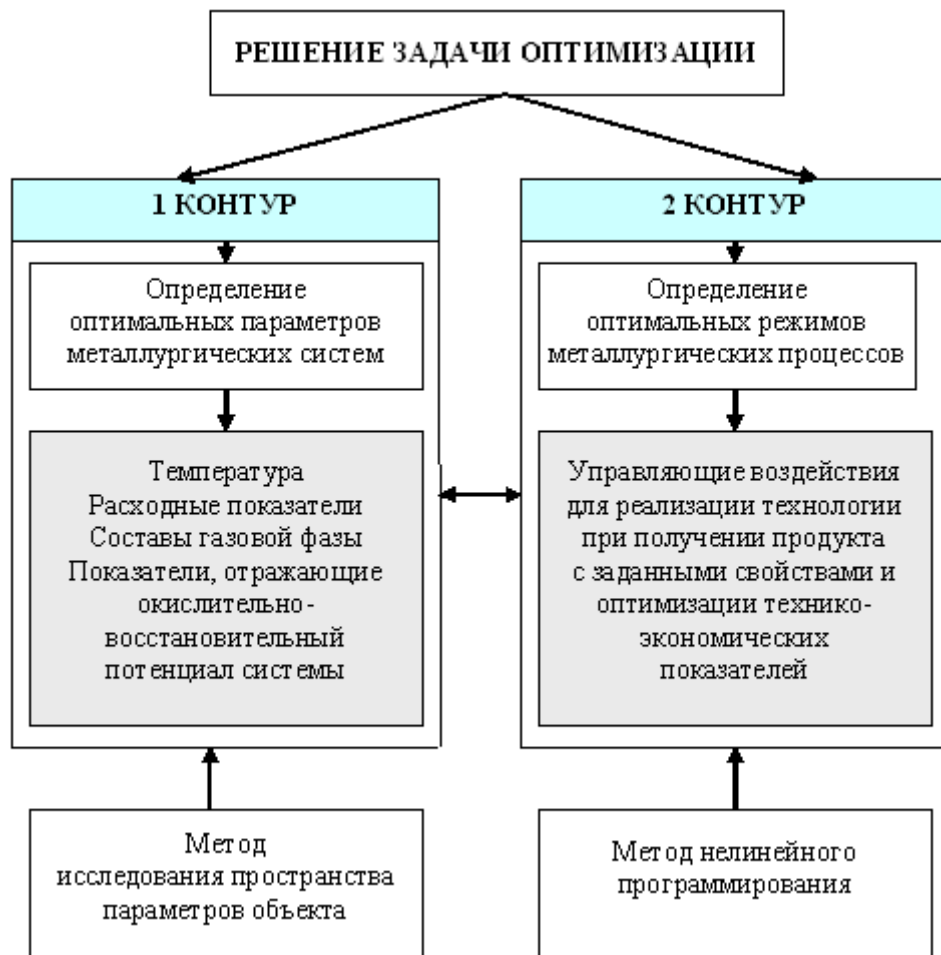 РЕШЕНИЕ ЗАДАЧИ ОПТИМИЗАЦИИ
1 КОНТУР
Определение
оптимальных параметров
металлургических систем
Температура
Расходные показатели
Составы газовой фазы
Показатели, отражающие
окислительно-
восстановительный
потенциал системы
Метод
исследования пространства
параметров объекта
2 КОНТУР
Определение
оптимальных режимов
металлургических процессов
Управляющие воздействия
для реализации технологии
при получении продукта
с заданными свойствами и
оптимизации технико-
экономических
показателей
Метод нелинейного
программирования